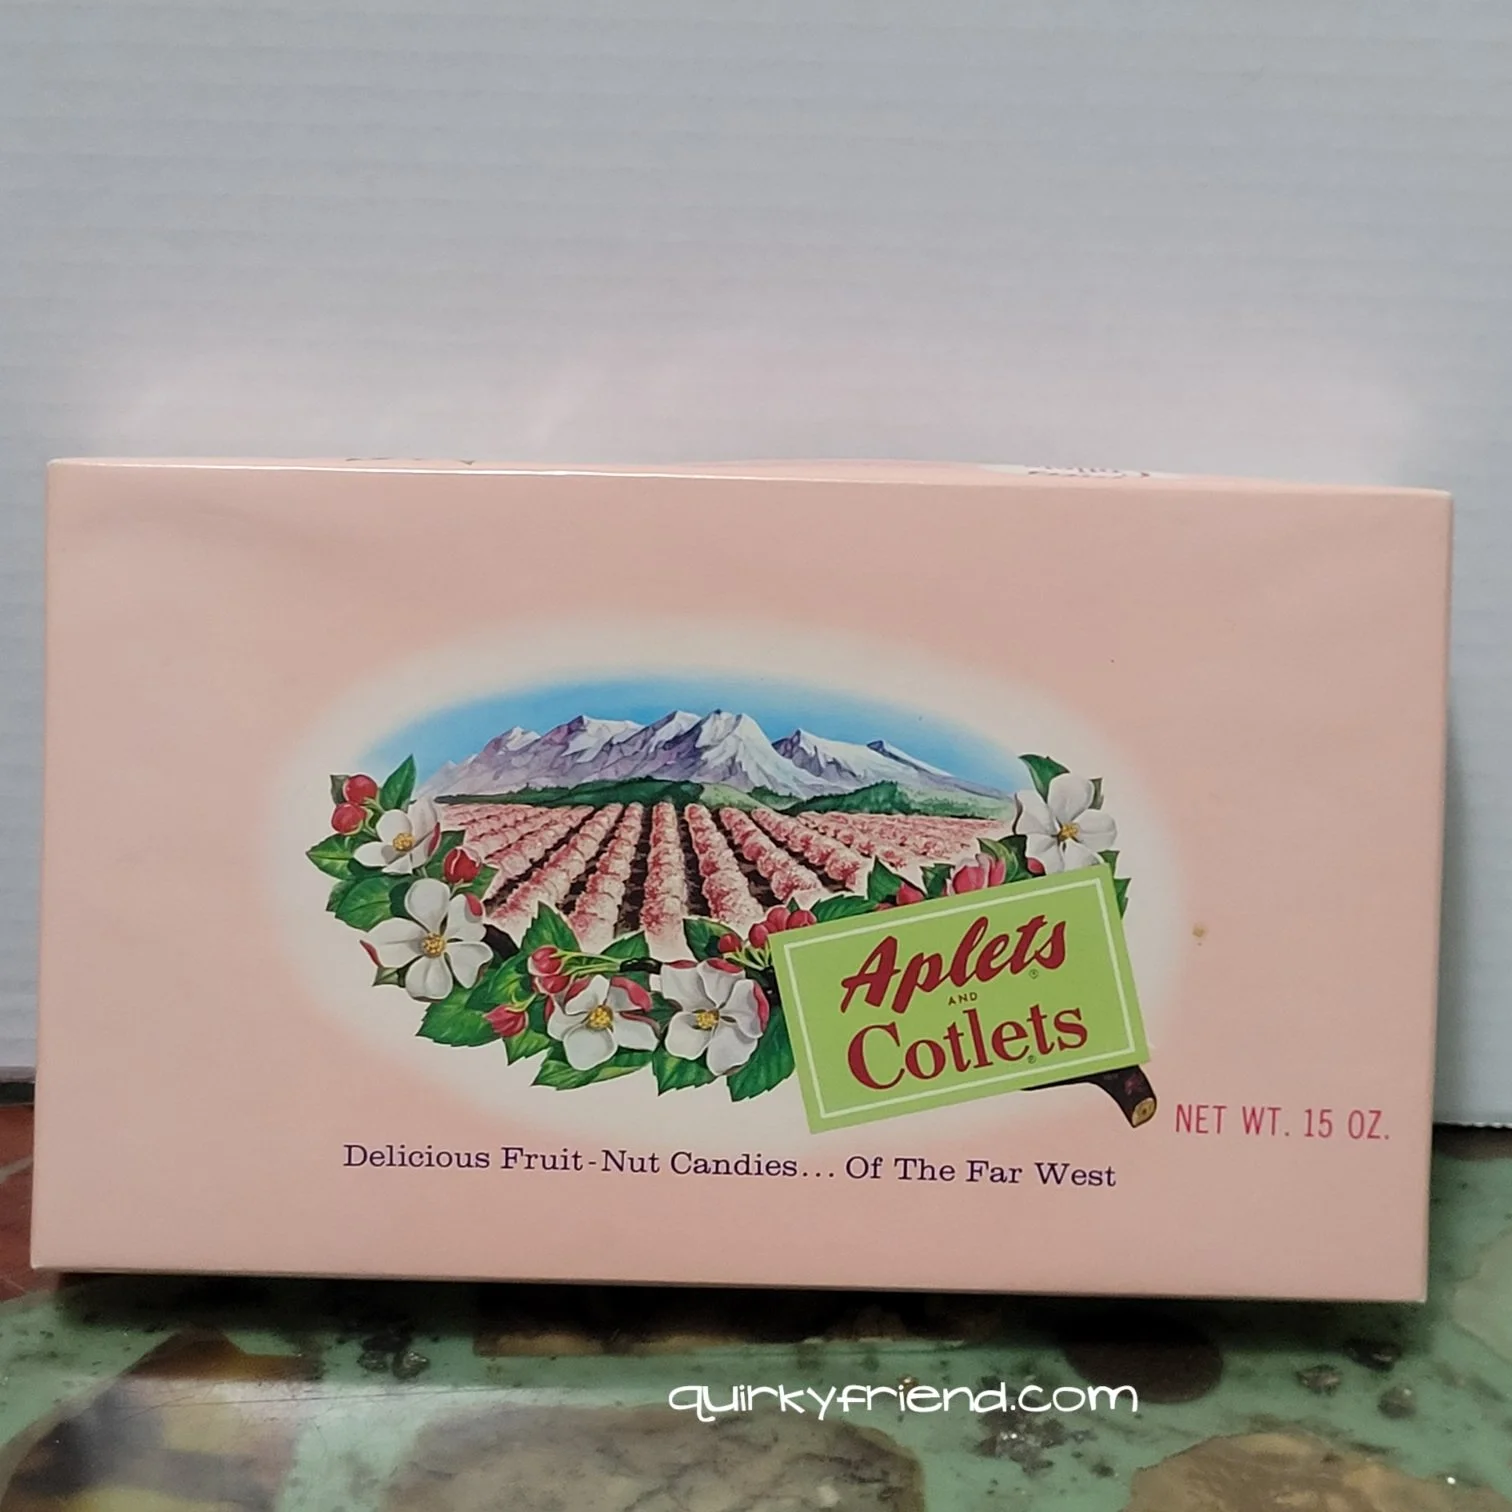 Aplets
AND
Cotlets
NET WT. 15 OZ.
Delicious Fruit-Nut Candies... Of The Far West
quirkyfriend.com